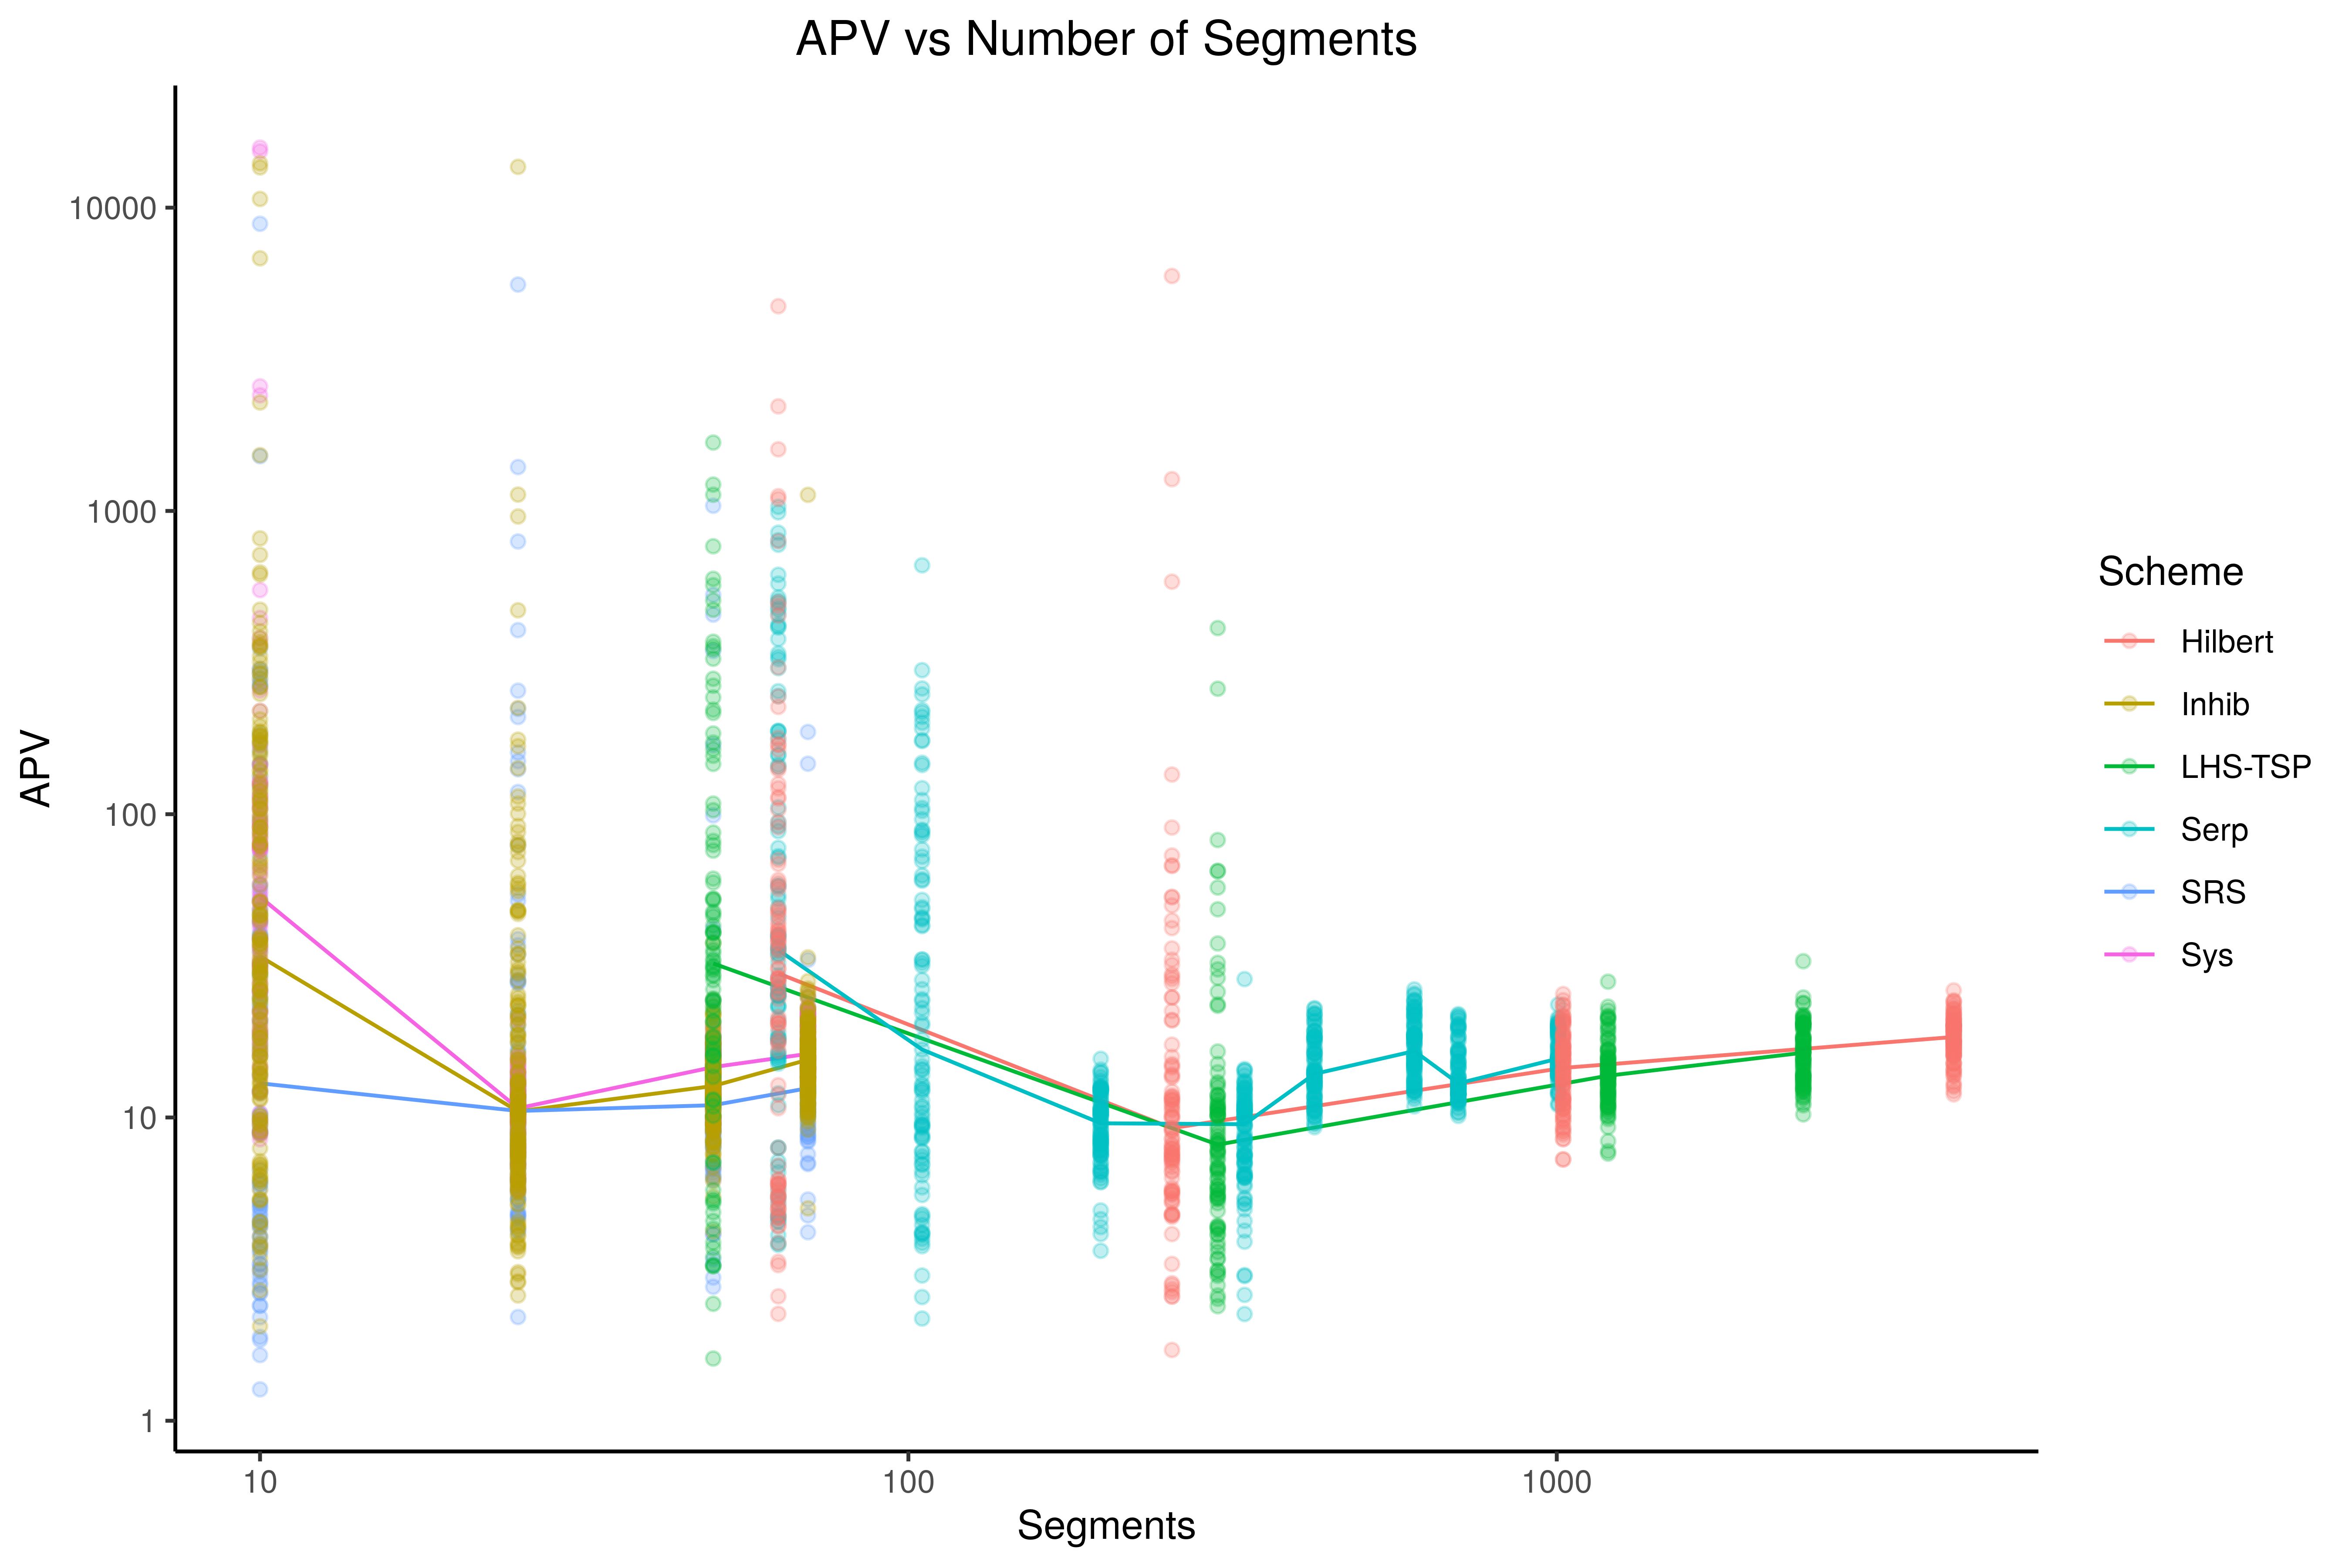 APV vs Number of Segments
APV
10000
1000
100
10
1
10
100
1000
Segments
Scheme
Hilbert
Inhib
LHS-TSP
Serp
SRS
Sys